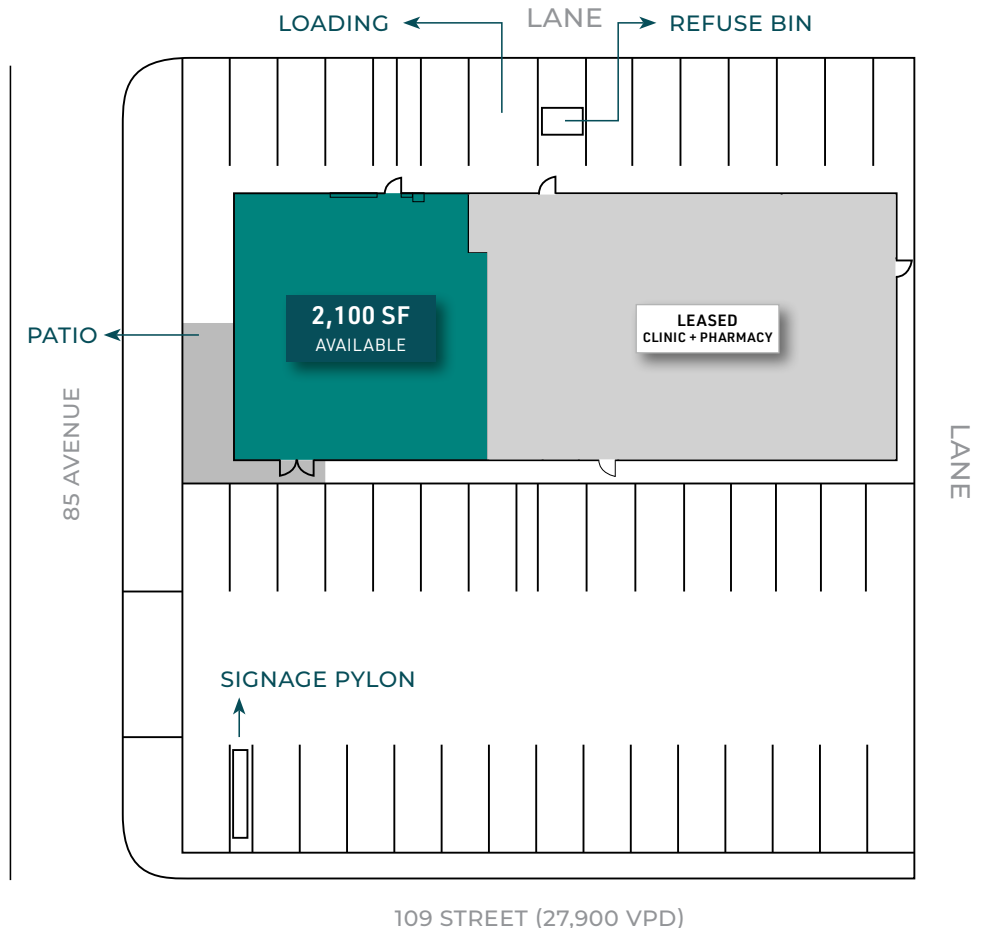 LANE
LOADING
REFUSE BIN
2,100 SF
AVAILABLE
LEASED
CLINIC + PHARMACY
PATIO
85 AVENUE
LANE
SIGNAGE PYLON
109 STREET (27,900 VPD)